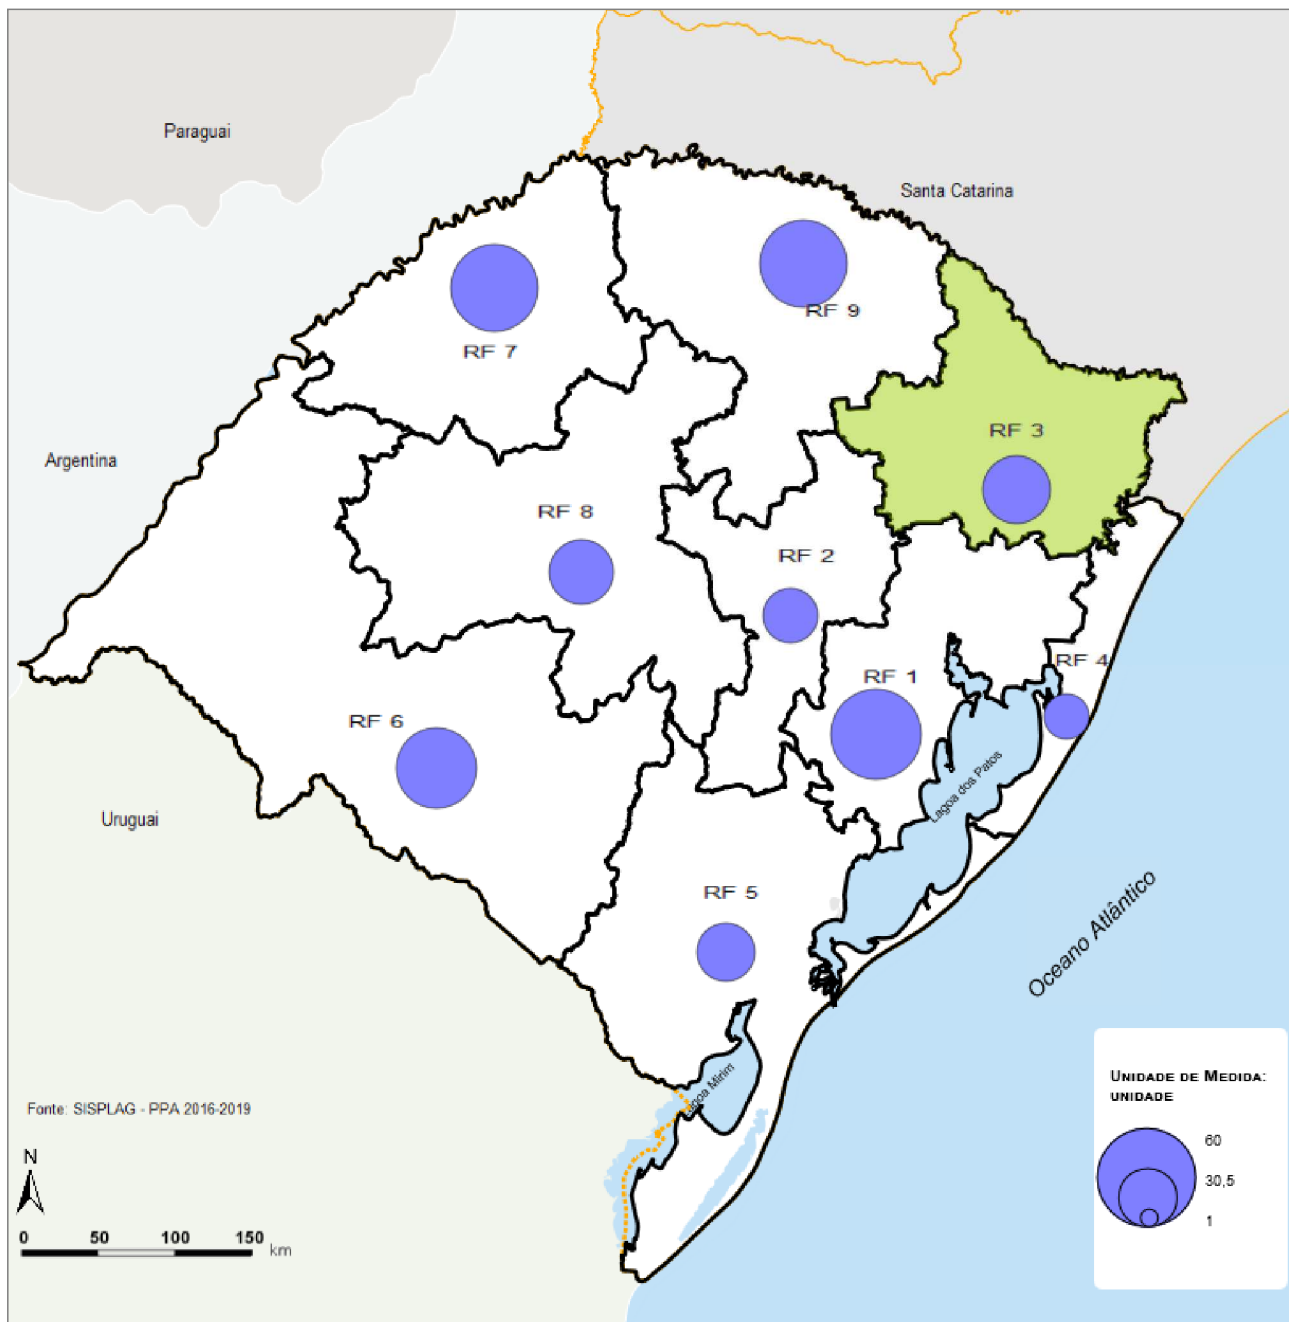 Paraguai
Santa Catarina
RF 9
RF 7
RF 3
Argentina
RF 8
RF 2
RF 4
RF 1
RF 6
Lagoa dos Patos
Uruguai
RF 5
Oceano Atlântico
Lagoa Mirim
Fonte: SISPLAG - PPA 2016-2019
N
0 50 100 150
km
UNIDADE DE MEDIDA:
UNIDADE
60
30,5
1